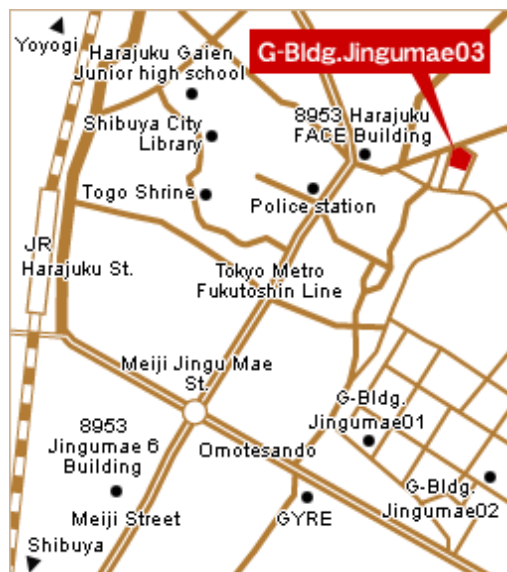 Yoyogi
Harajuku Gaien
Junior high school
G-Bldg.Jingumae03
Shibuya City
Library
8953 Harajuku
FACE Building
Togo Shrine
Police station
JR
Harajuku St.
Tokyo Metro
Fukutoshin Line
Meiji Jingu Mae
St.
G-Bldg.
Jingumae01
8953
Jingumae 6
Building
Omotesando
G-Bldg.
Jingumae02
Meiji Street
GYRE
Shibuya